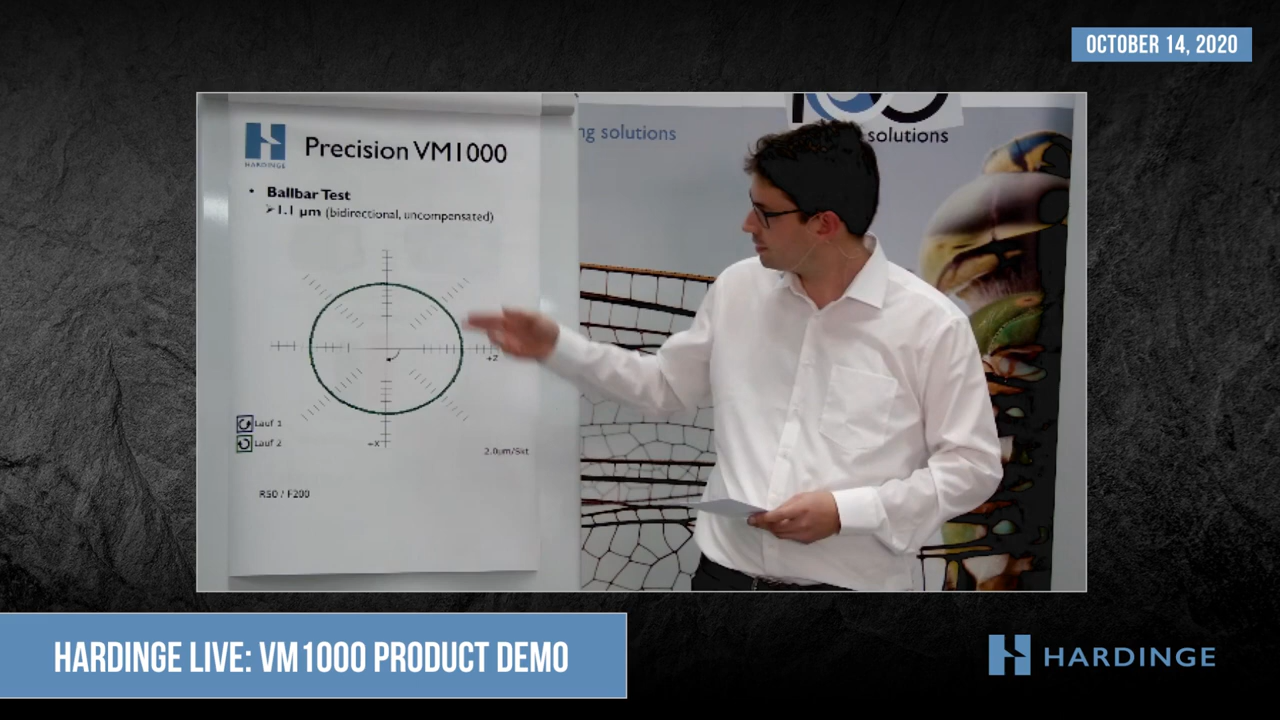 OCTOBER 14, 2020
HARDINGE
Precision VM1000
• Ballbar Test
➢1.1 µm (bidirectional, uncompensated)
+Z
Lauf 1
Lauf 2
+X
2.0µm/Skt
R50 / F200
ng solutions
solutions
HARDINGE LIVE: VM1000 PRODUCT DEMO
HARDINGE